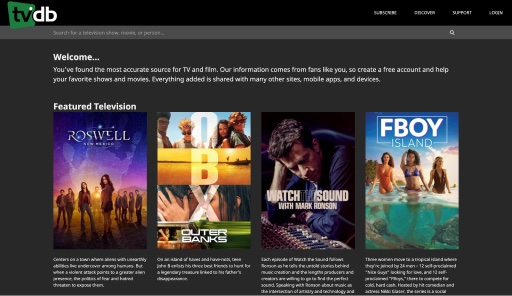 tvdb
SUBSCRIBE DISCOVER SUPPORT LOGIN
Search for a television show, movie, or person...
Welcome...
You've found the most accurate source for TV and film. Our information comes from fans like you, so create a free account and help
your favorite shows and movies. Everything added is shared with many other sites, mobile apps, and devices.
Featured Television
ROSWELL
NEW MEXICO
OBX
OUTER
BANKS
WATCH THE SOUND
WITH MARK RONSON
FBOY
ISLAND
Centers on a town where aliens with unearthly
abilities live undercover among humans. But
when a violent attack points to a greater alien
presence, the politics of fear and hatred
threaten to expose them.
On an island of haves and have-nots, teen
John B enlists his three best friends to hunt for
a legendary treasure linked to his father's
disappearance.
Each episode of Watch the Sound follows
Ronson as he tells the untold stories behind
music creation and the lengths producers and
creators are willing to go to find the perfect
sound. Speaking with Ronson about music as
the intersection of artistry and technology and
Three women move to a tropical island where
they're joined by 24 men – 12 self-proclaimed
"Nice Guys" looking for love, and 12 self-
proclaimed "FBoys," there to compete for
cold, hard cash. Hosted by hit comedian and
actress Nikki Glaser, the series is a social